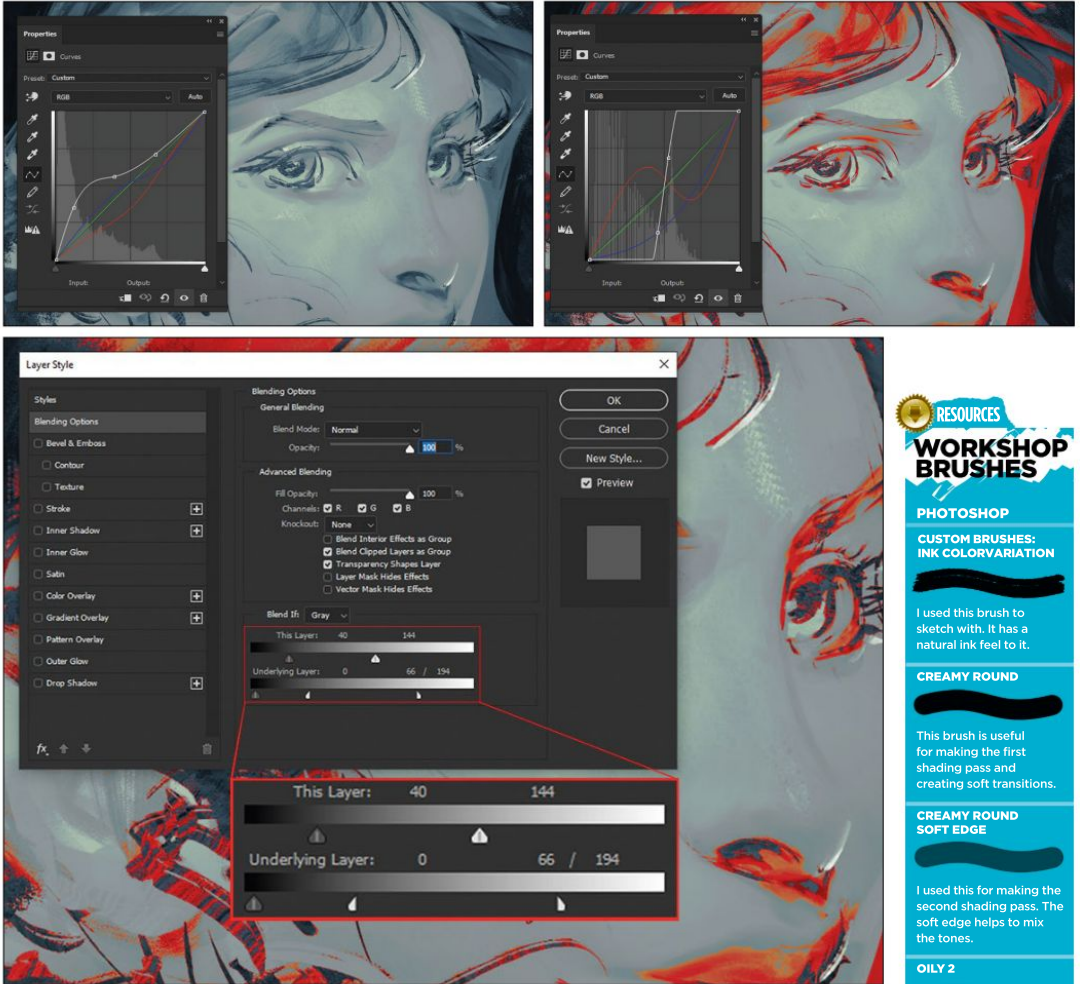 Properties
Curves
Preset: Custom
RGB
Auto
Input:
Output:
Properties
Curves
Preset: Custom
RGB
Auto
Input:
Output:
Layer Style
Styles
Blending Options
Bevel & Emboss
Contour
Texture
Stroke
Inner Shadow
Inner Glow
Satin
Color Overlay
Gradient Overlay
Pattern Overlay
Outer Glow
Drop Shadow
fx
Blending Options
General Blending
Blend Mode: Normal
Opacity: 100 %
Advanced Blending
Fill Opacity: 100 %
Channels: R G B
Knockout: None
Blend Interior Effects as Group
Blend Clipped Layers as Group
Transparency Shapes Layer
Layer Mask Hides Effects
Vector Mask Hides Effects
Blend If: Gray
This Layer: 40 144
Underlying Layer: 0 66 / 194
OK
Cancel
New Style...
Preview
This Layer: 40 144
Underlying Layer: 0 66 / 194
RESOURCES
WORKSHOP
BRUSHES
PHOTOSHOP
CUSTOM BRUSHES:
INK COLORVARIATION
I used this brush to
sketch with. It has a
natural ink feel to it.
CREAMY ROUND
This brush is useful
for making the first
shading pass and
creating soft transitions.
CREAMY ROUND
SOFT EDGE
I used this for making the
second shading pass. The
soft edge helps to mix
the tones.
OILY 2